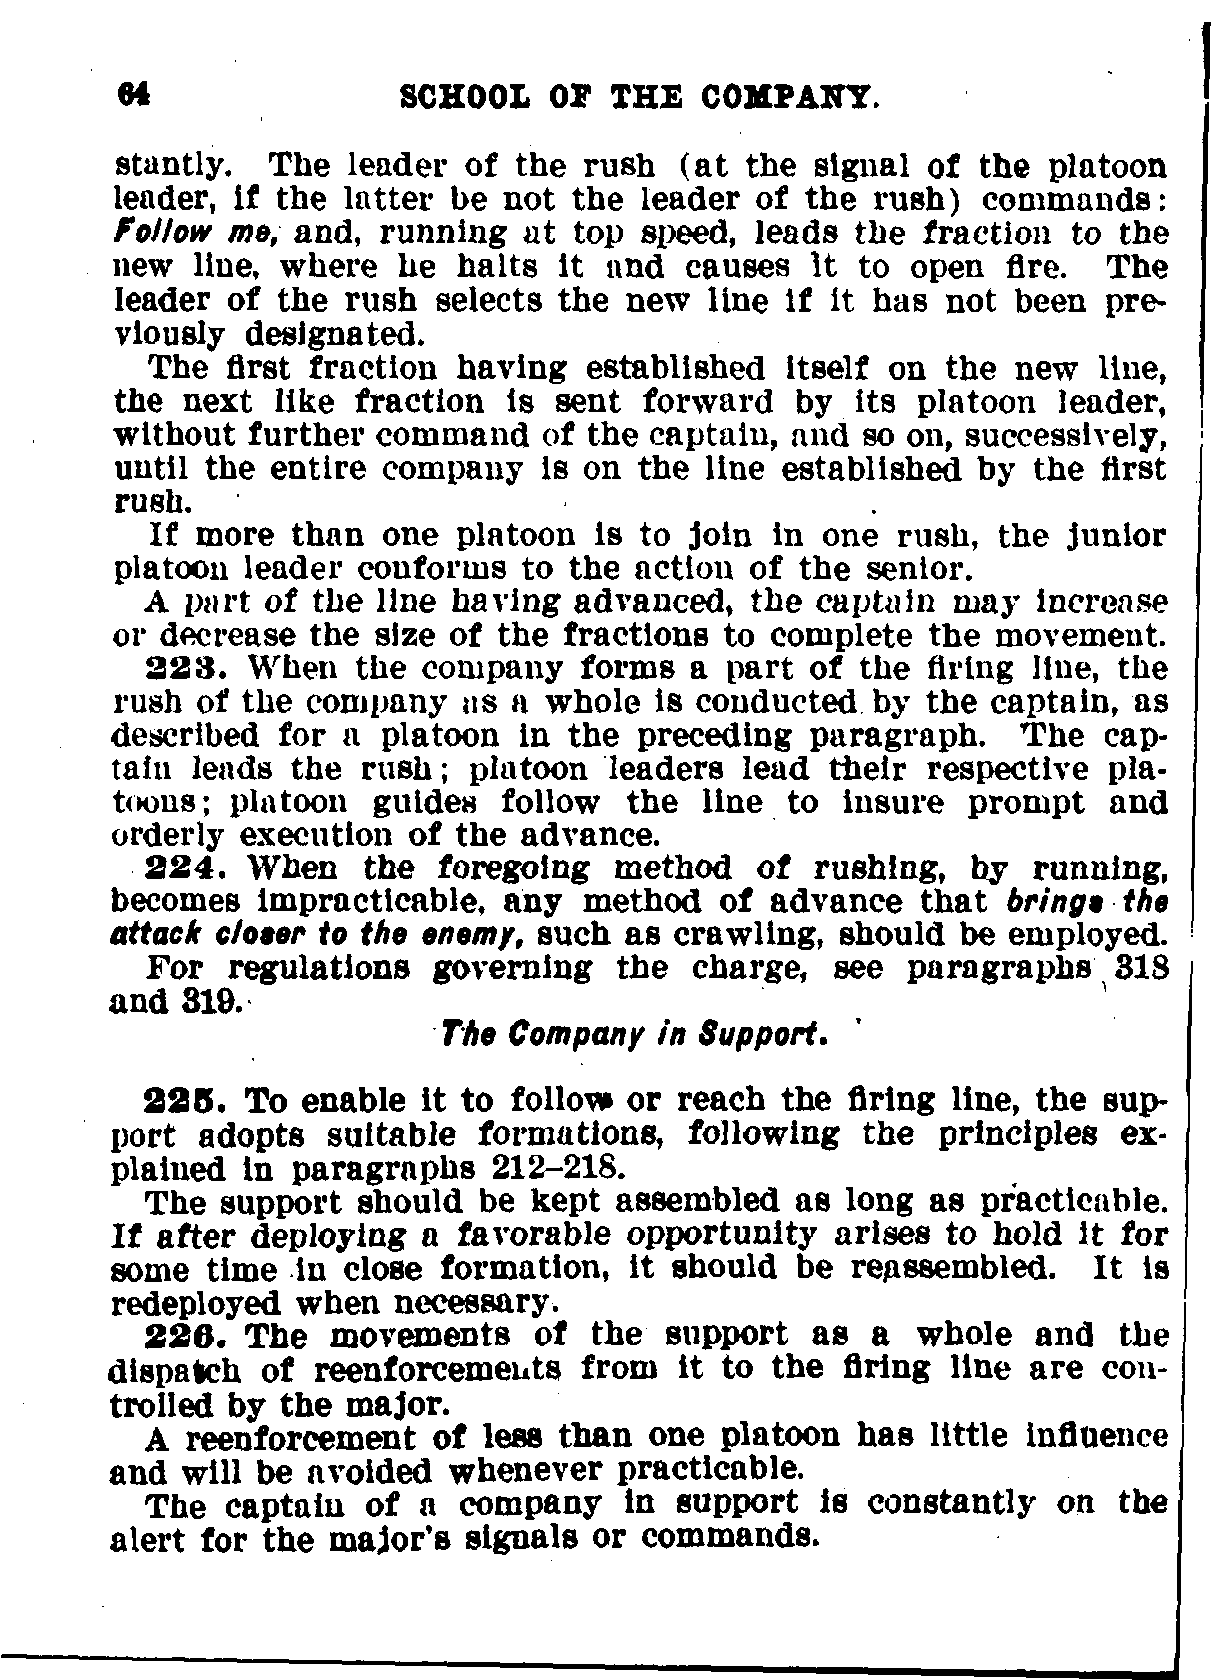 64 SCHOOL OF THE COMPANY.
stantly. The leader of the rush (at the signal of the platoon
leader, if the latter be not the leader of the rush) commands:
Follow me, and, running at top speed, leads the fraction to the
new line, where he halts it and causes it to open fire. The
leader of the rush selects the new line if it has not been pre-
viously designated.
The first fraction having established itself on the new line,
the next like fraction is sent forward by its platoon leader,
without further command of the captain, and so on, successively,
until the entire company is on the line established by the first
rush.
If more than one platoon is to join in one rush, the junior
platoon leader conforms to the action of the senior.
A part of the line having advanced, the captain may increase
or decrease the size of the fractions to complete the movement.
223. When the company forms a part of the firing line, the
rush of the company as a whole is conducted by the captain, as
described for a platoon in the preceding paragraph. The cap-
tain leads the rush; platoon leaders lead their respective pla-
toons; platoon guides follow the line to insure prompt and
orderly execution of the advance.
224. When the foregoing method of rushing, by running,
becomes impracticable, any method of advance that brings the
attack closer to the enemy, such as crawling, should be employed.
For regulations governing the charge, see paragraphs 318
and 319.
The Company in Support.
225. To enable it to follow or reach the firing line, the sup-
port adopts suitable formations, following the principles ex-
plained in paragraphs 212–218.
The support should be kept assembled as long as practicable.
If after deploying a favorable opportunity arises to hold it for
some time in close formation, it should be reassembled. It is
redeployed when necessary.
226. The movements of the support as a whole and the
dispatch of reenforcements from it to the firing line are con-
trolled by the major.
A reenforcement of less than one platoon has little influence
and will be avoided whenever practicable.
The captain of a company in support is constantly on the
alert for the major's signals or commands.